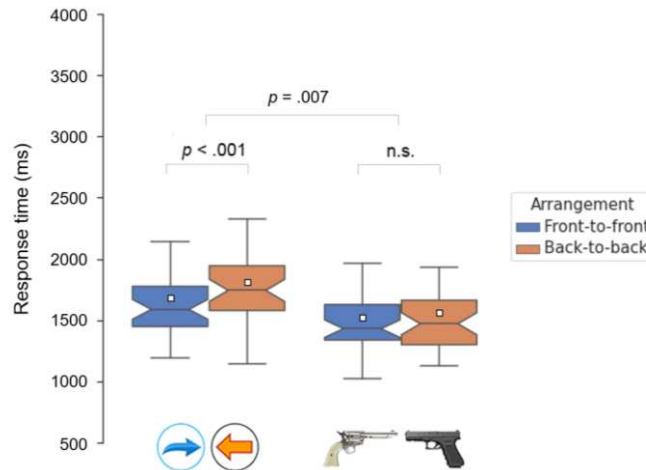 4000
3500
3000
2500
2000
1500
1000
500
Response time (ms)
p = .007
p < .001
n.s.
Arrangement
Front-to-front
Back-to-back